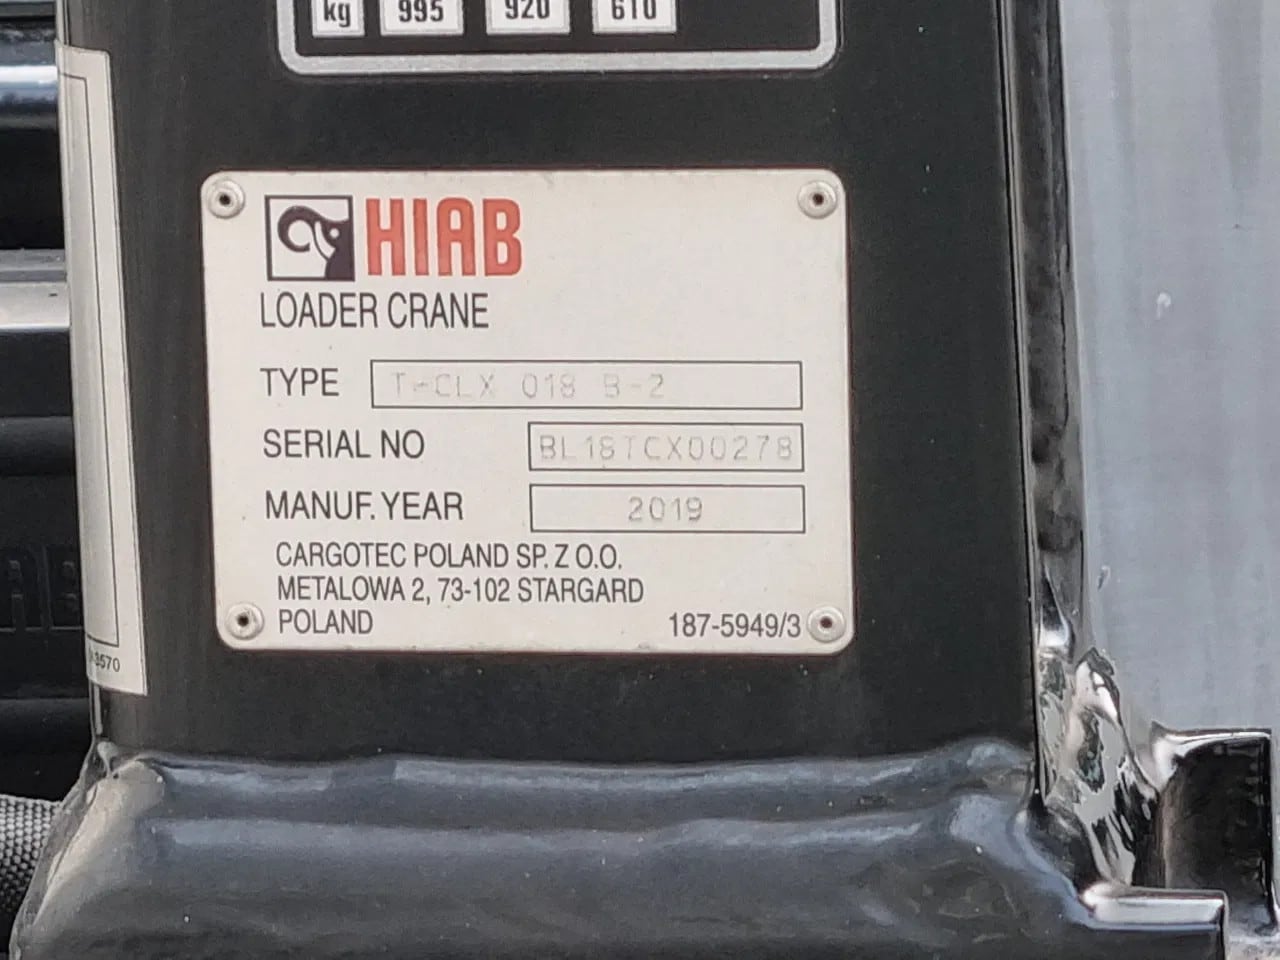 kg 995 920 610
HIAB
LOADER CRANE
TYPE T-CLX 018 B-2
SERIAL NO BL18TCX00278
MANUF. YEAR 2019
CARGOTEC POLAND SP. Z O.O.
METALOWA 2, 73-102 STARGARD
POLAND 187-5949/3
3570